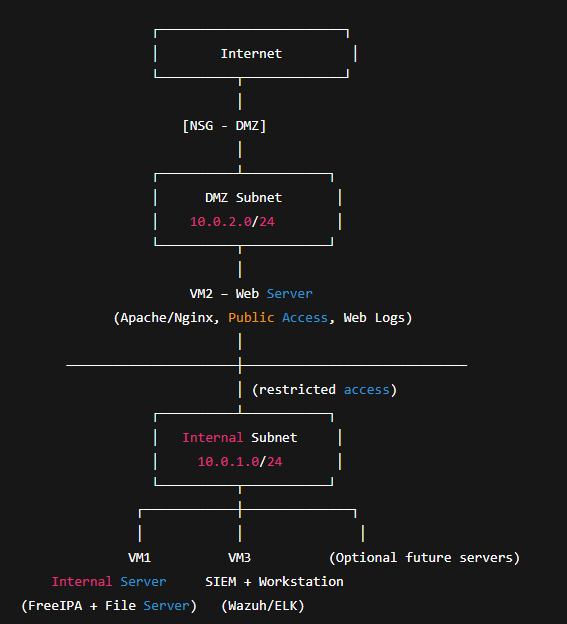 Internet
[NSG - DMZ]
DMZ Subnet
10.0.2.0/24
VM2 – Web Server
(Apache/Nginx, Public Access, Web Logs)
(restricted access)
Internal Subnet
10.0.1.0/24
VM1 VM3 (Optional future servers)
Internal Server SIEM + Workstation
(FreeIPA + File Server) (Wazuh/ELK)